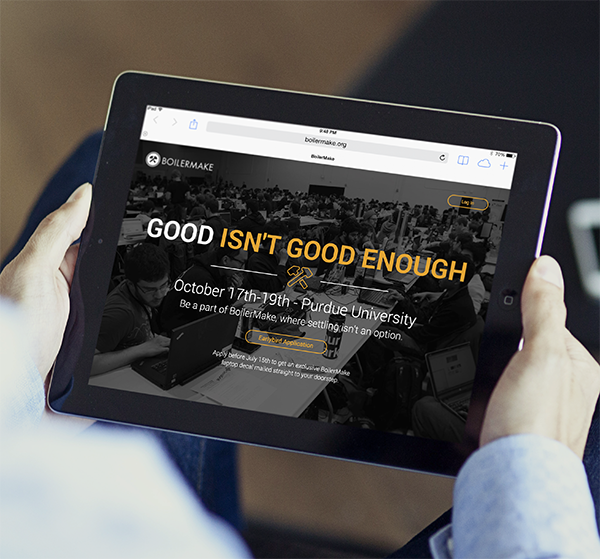 iPad
9:48 PM
70%
boilermake.org
BoilerMake
BOILERMAKE
Log In
GOOD ISN'T GOOD ENOUGH
October 17th-19th - Purdue University
Be a part of BoilerMake, where settling isn't an option.
Earlybird Application
Apply before July 15th to get an exclusive BoilerMake
laptop decal mailed straight to your doorstep.